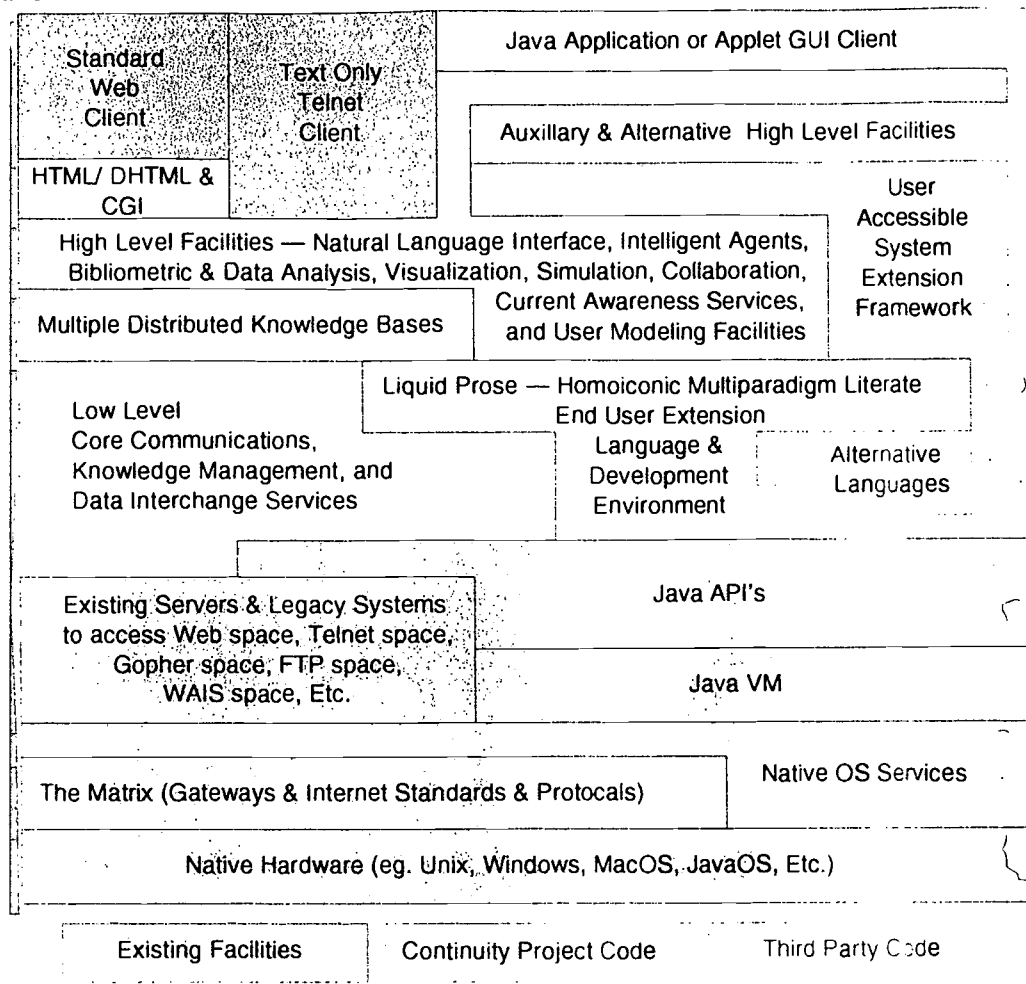 Standard
Web
Client
Text Only
Telnet
Client
Java Application or Applet GUI Client
Auxillary & Alternative High Level Facilities
HTML/ DHTML &
CGI
User
Accessible
System
Extension
Framework
High Level Facilities — Natural Language Interface, Intelligent Agents,
Bibliometric & Data Analysis, Visualization, Simulation, Collaboration,
Current Awareness Services,
and User Modeling Facilities
Multiple Distributed Knowledge Bases
Liquid Prose — Homoiconic Multiparadigm Literate
End User Extension
Language &
Development
Environment
Alternative
Languages
Low Level
Core Communications,
Knowledge Management, and
Data Interchange Services
Java API's
Existing Servers & Legacy Systems
to access Web space, Telnet space,
Gopher space, FTP space,
WAIS space, Etc.
Java VM
Native OS Services
The Matrix (Gateways & Internet Standards & Protocals)
Native Hardware (eg. Unix, Windows, MacOS, JavaOS, Etc.)
Existing Facilities
Continuity Project Code
Third Party Code